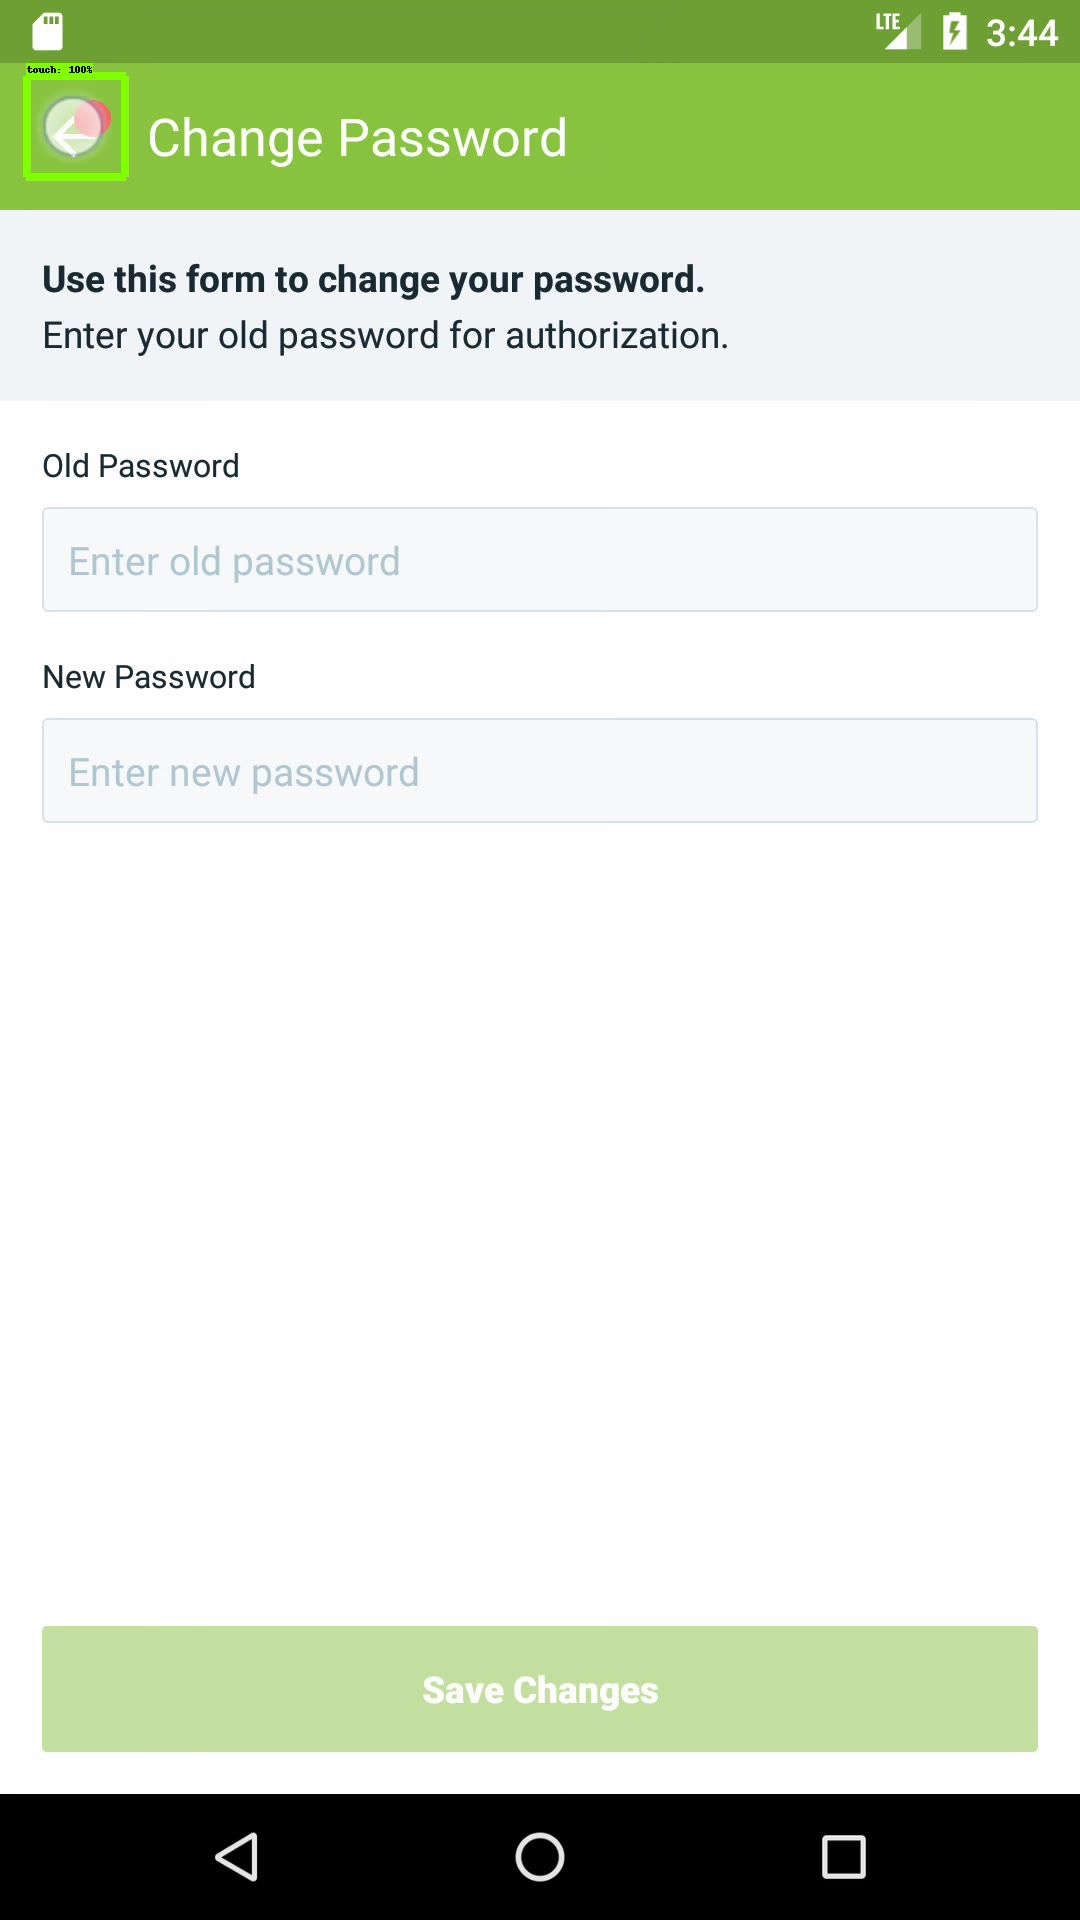 LTE 3:44
touch: 100%
Change Password
Use this form to change your password.
Enter your old password for authorization.
Old Password
Enter old password
New Password
Enter new password
Save Changes